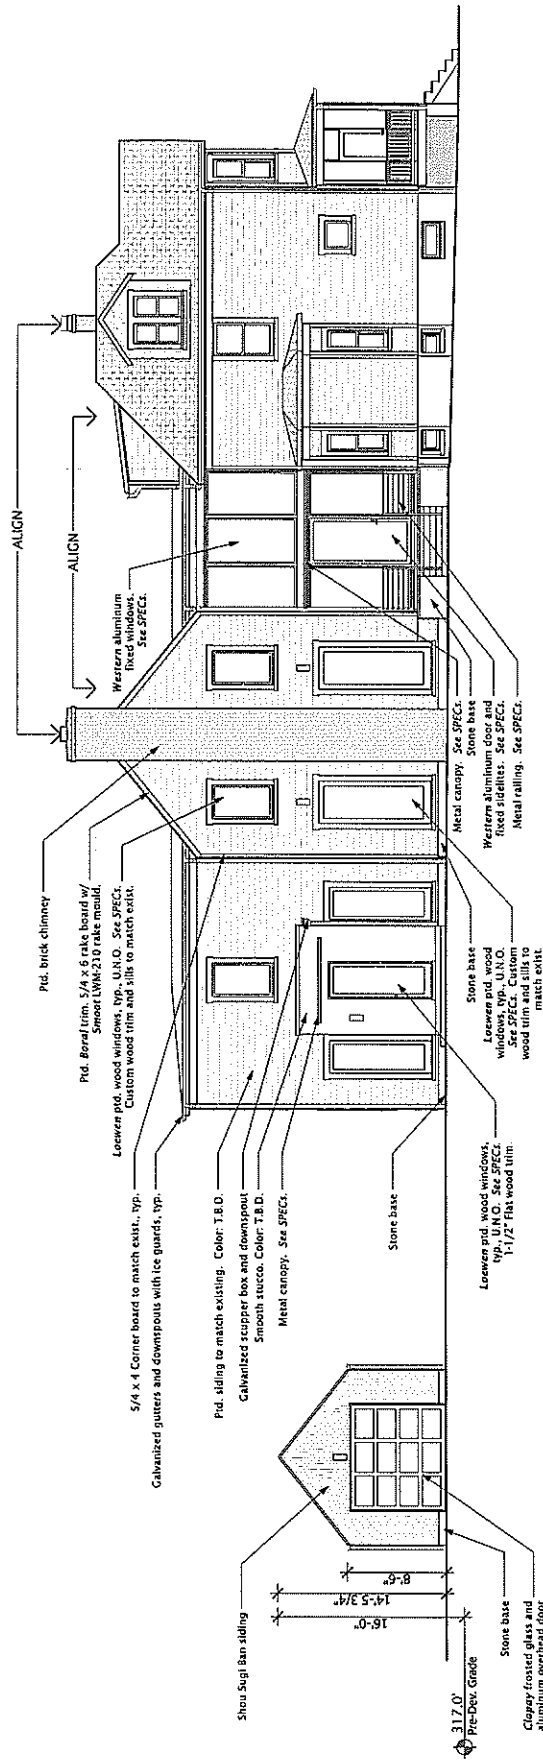 ALIGN
ALIGN
Ptd. brick chimney
Ptd. Boral trim. 5/4 x 6 rake board w/
Smoot LWM-210 rake mould.
Loewen ptd. wood windows, typ., U.N.O. See SPECs.
Custom wood trim and sills to match exist.
Western aluminum
fixed windows.
See SPECs.
5/4 x 4 Corner board to match exist., typ.
Galvanized gutters and downspouts with ice guards, typ.
Ptd. siding to match existing. Color: T.B.D.
Galvanized scupper box and downspout
Smooth stucco. Color: T.B.D.
Metal canopy. See SPECs.
Shou Sugi Ban siding
8'-6"
14'-5 3/4"
16'-0"
317.0'
Pre-Dev. Grade
Stone base
Clopay frosted glass and
aluminum overhead door
Stone base
Loewen ptd. wood windows,
typ., U.N.O. See SPECs.
1-1/2" Flat wood trim.
Stone base
Loewen ptd. wood
windows, typ., U.N.O.
See SPECs. Custom
wood trim and sills to
match exist.
Metal canopy. See SPECs.
Stone base
Western aluminum door and
fixed sidelites. See SPECs.
Metal railing. See SPECs.